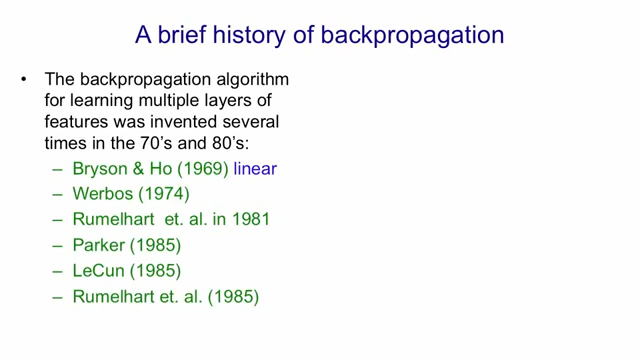 A brief history of backpropagation
• The backpropagation algorithm
for learning multiple layers of
features was invented several
times in the 70’s and 80’s:
– Bryson & Ho (1969) linear
– Werbos (1974)
– Rumelhart et. al. in 1981
– Parker (1985)
– LeCun (1985)
– Rumelhart et. al. (1985)